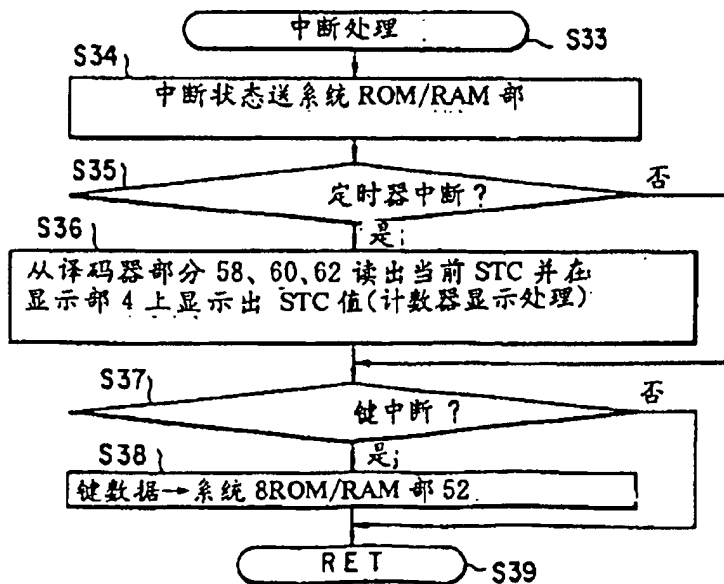 中断处理
S33
S34
中断状态送系统 ROM/RAM 部
S35
定时器中断?
否
S36
是;
从译码器部分 58、60、62 读出当前 STC 并在
显示部 4 上显示出 STC 值(计数器显示处理)
S37
键中断?
否
S38
是;
键数据→系统 8ROM/RAM 部 52
RET
S39